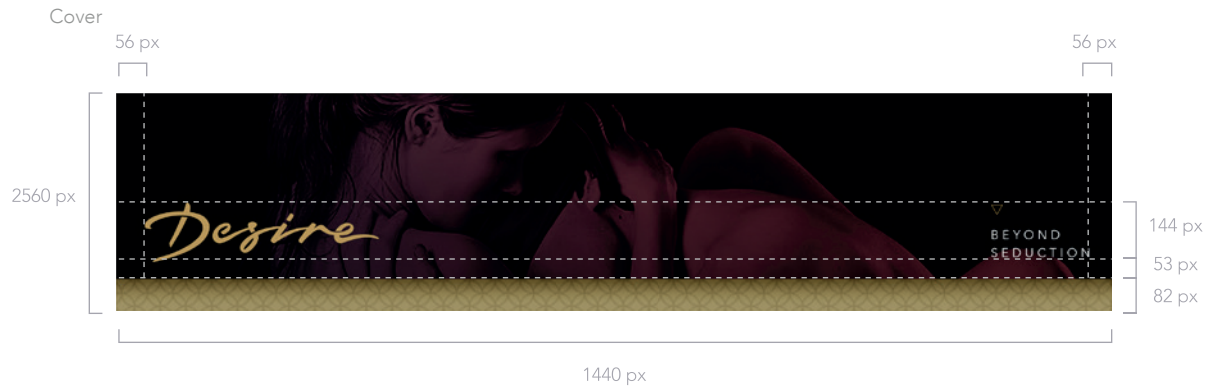 Cover
56 px
56 px
2560 px
Desire
BEYOND
SEDUCTION
144 px
53 px
82 px
1440 px